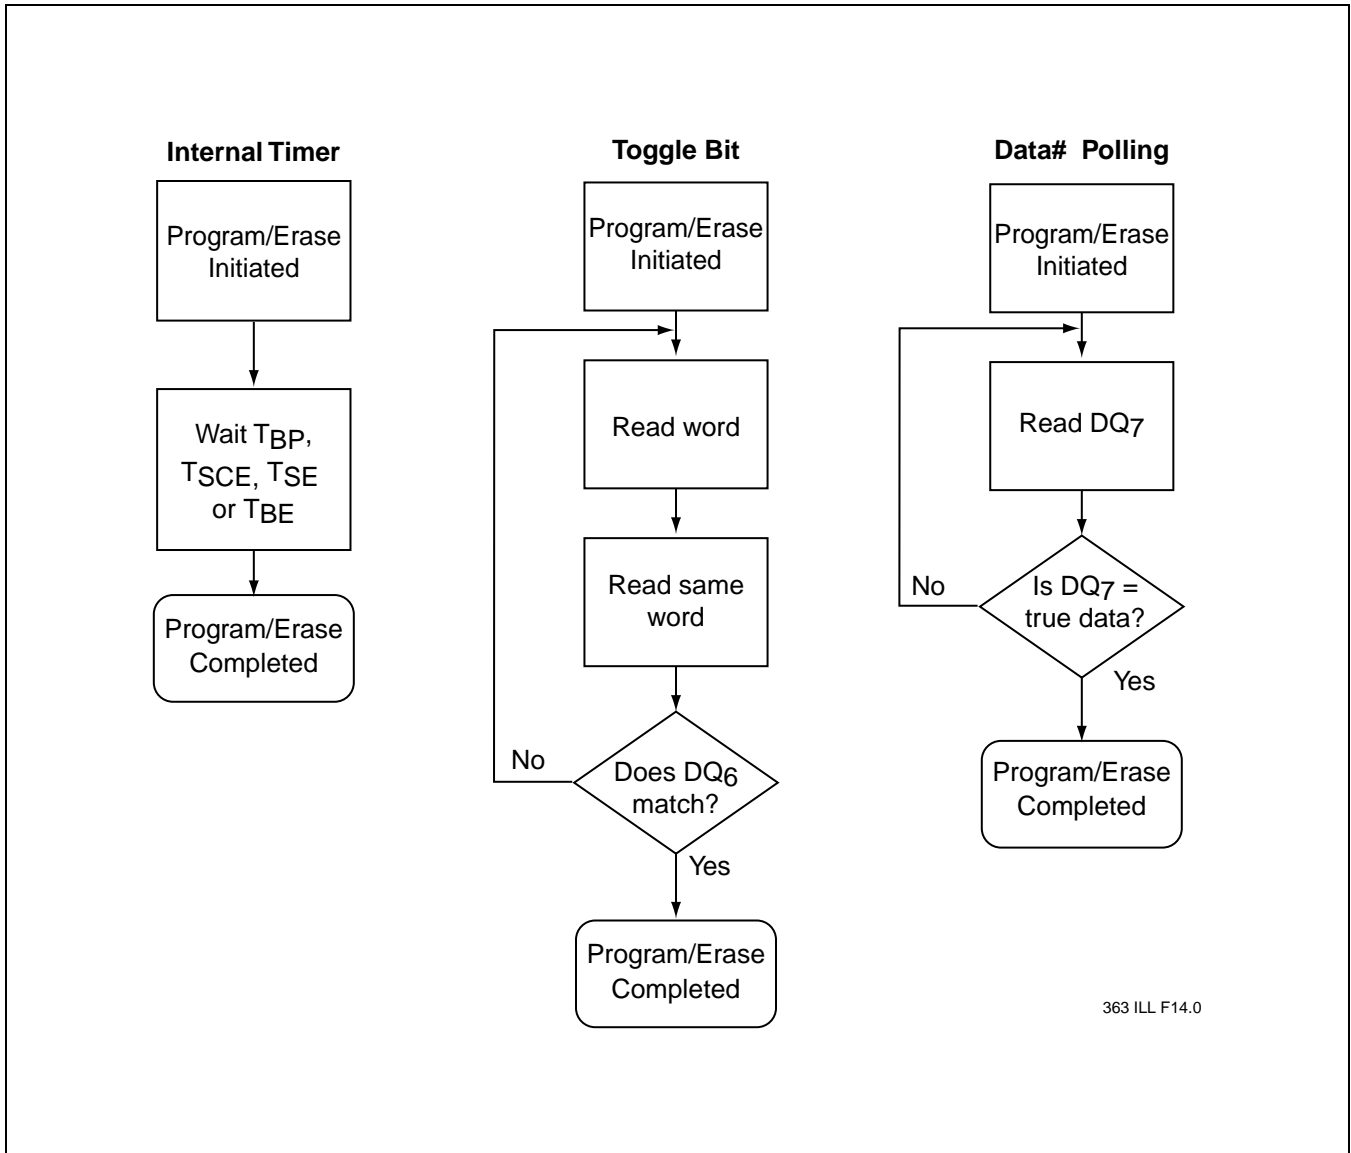 Internal Timer
Program/Erase
Initiated
Wait TBP,
TSCE, TSE
or TBE
Program/Erase
Completed
Toggle Bit
Program/Erase
Initiated
Read word
Read same
word
No
Does DQ6
match?
Yes
Program/Erase
Completed
Data# Polling
Program/Erase
Initiated
Read DQ7
No
Is DQ7 =
true data?
Yes
Program/Erase
Completed
363 ILL F14.0